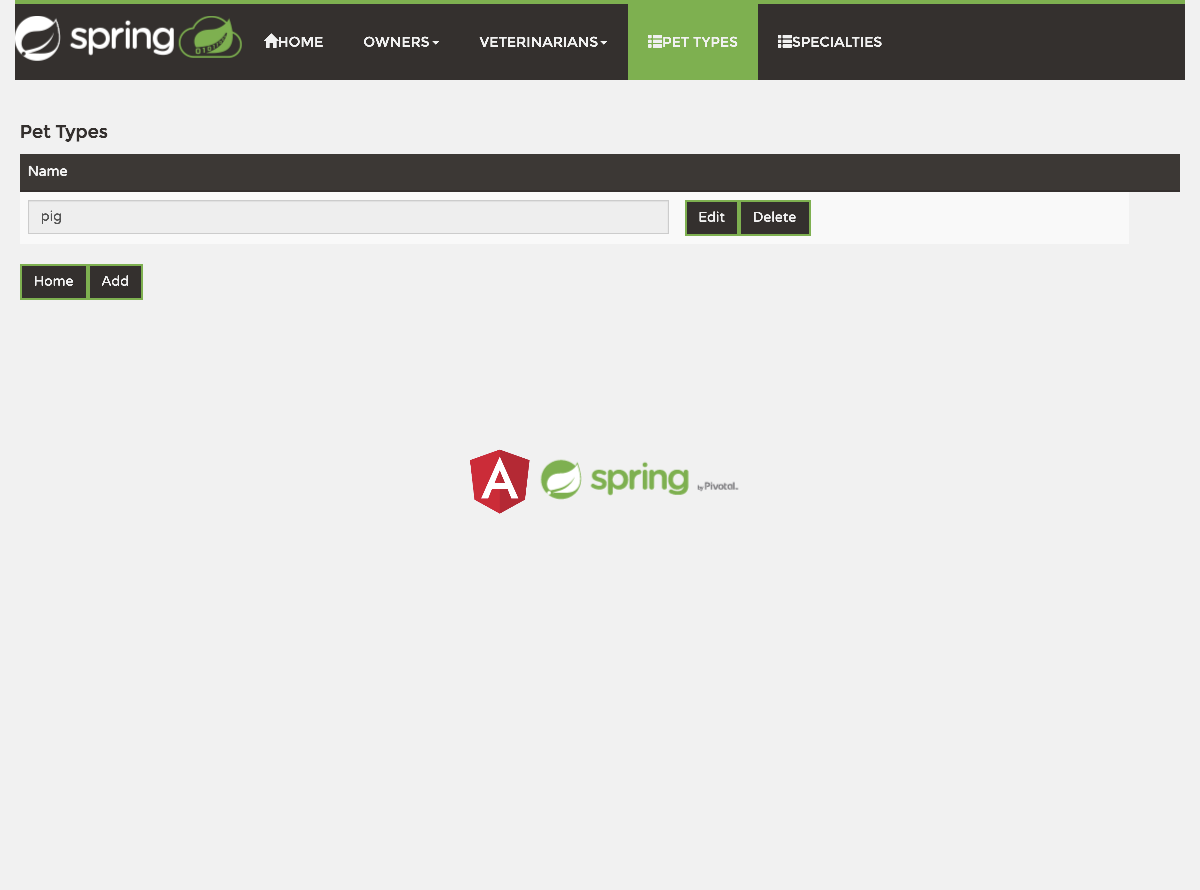 spring
HOME
OWNERS
VETERINARIANS
PET TYPES
SPECIALTIES
Pet Types
Name
pig
Edit
Delete
Home
Add
spring
by Pivotal